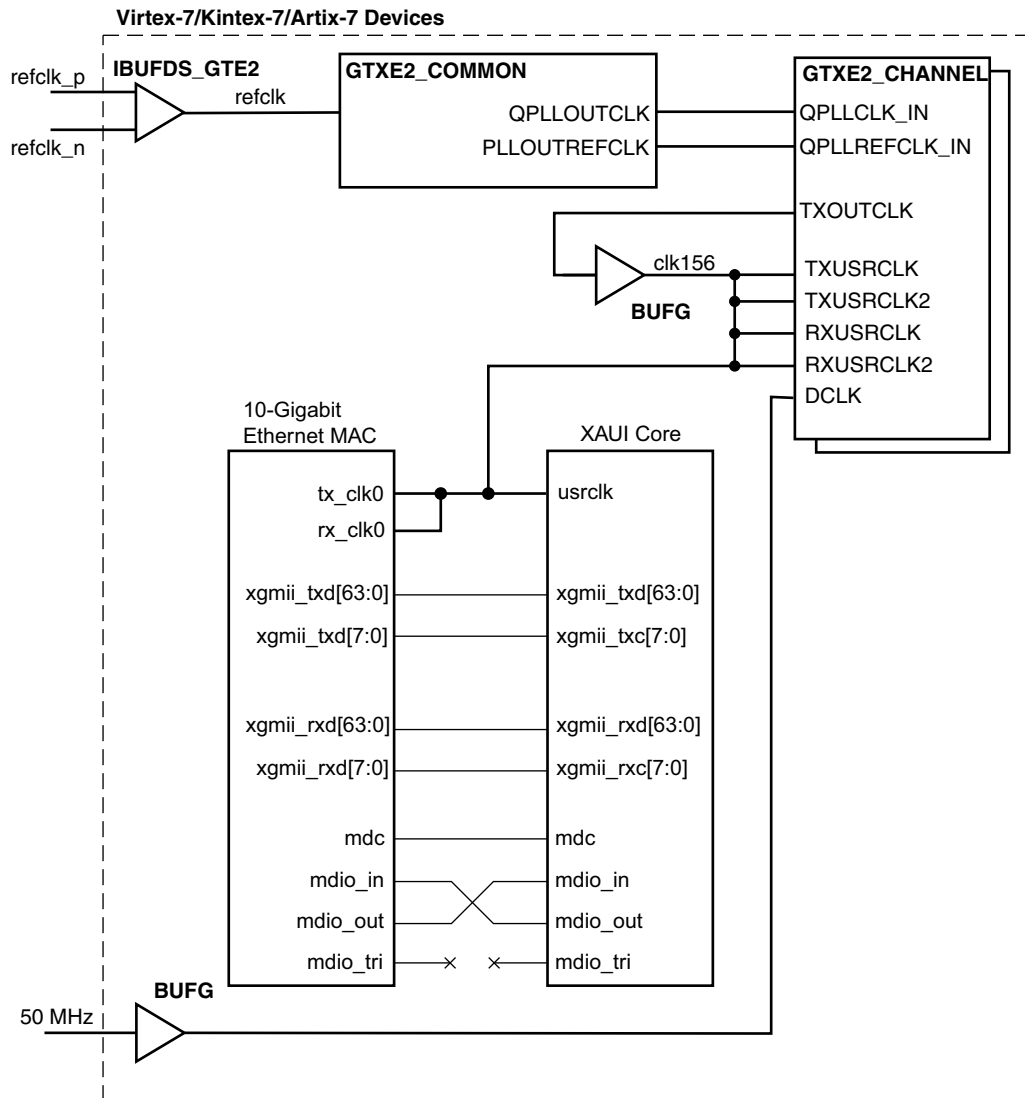 Virtex-7/Kintex-7/Artix-7 Devices
IBUFDS_GTE2
refclk_p
refclk_n
refclk
GTXE2_COMMON
QPLLOUTCLK
PLLOUTREFCLK
GTXE2_CHANNEL
QPLLCLK_IN
QPLLREFCLK_IN
TXOUTCLK
clk156
BUFG
TXUSRCLK
TXUSRCLK2
RXUSRCLK
RXUSRCLK2
DCLK
10-Gigabit
Ethernet MAC
XAUI Core
tx_clk0
usrclk
rx_clk0
xgmii_txd[63:0]
xgmii_txd[63:0]
xgmii_txd[7:0]
xgmii_txc[7:0]
xgmii_rxd[63:0]
xgmii_rxd[63:0]
xgmii_rxd[7:0]
xgmii_rxc[7:0]
mdc
mdc
mdio_in
mdio_in
mdio_out
mdio_out
mdio_tri
mdio_tri
BUFG
50 MHz